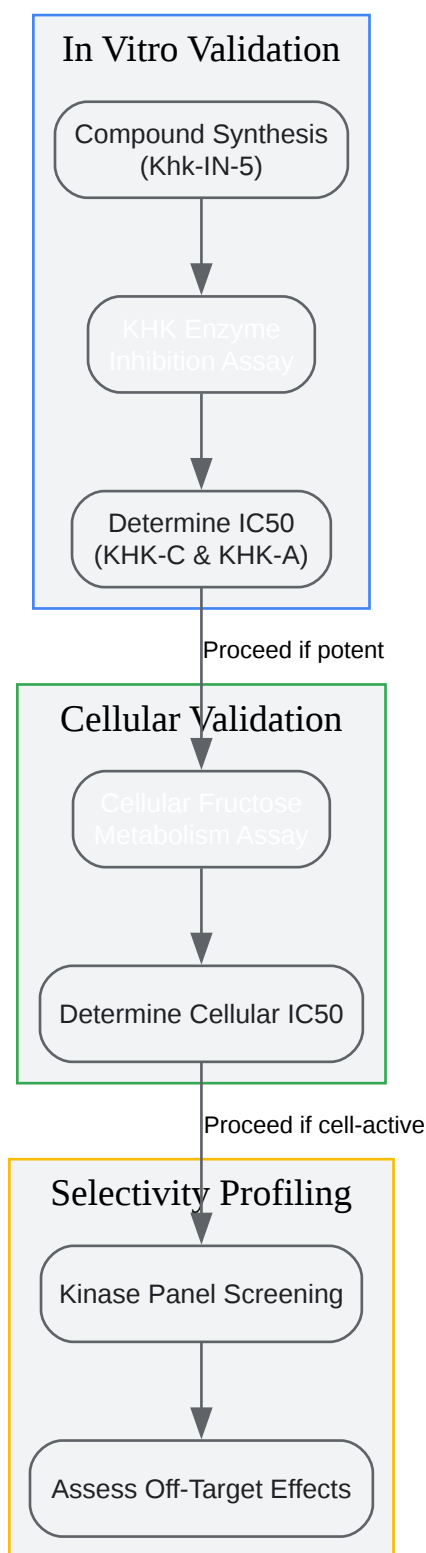 In Vitro Validation
Compound Synthesis
(Khk-IN-5)
KHK Enzyme
Inhibition Assay
Determine IC50
(KHK-C & KHK-A)
Proceed if potent
Cellular Validation
Cellular Fructose
Metabolism Assay
Determine Cellular IC50
Proceed if cell-active
Selectivity Profiling
Kinase Panel Screening
Assess Off-Target Effects